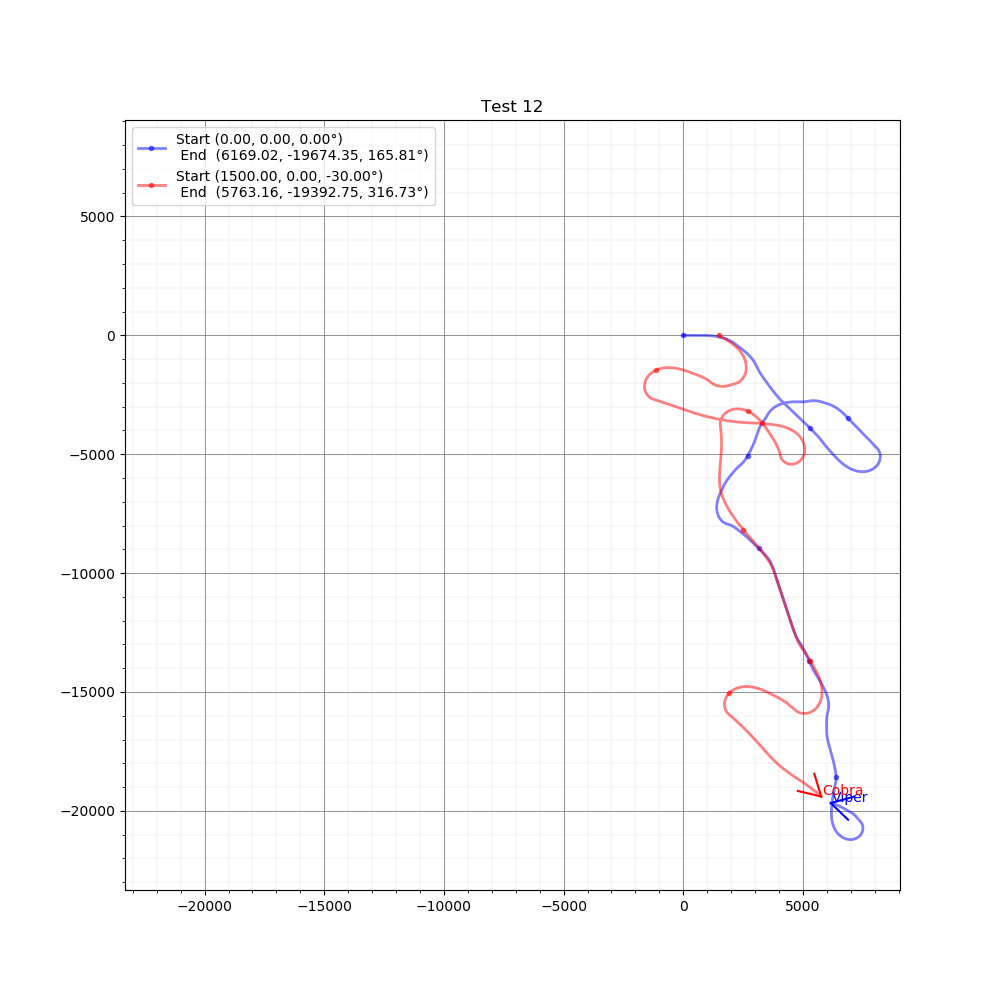 Test 12
Start (0.00, 0.00, 0.00°)
End  (6169.02, -19674.35, 165.81°)
Start (1500.00, 0.00, -30.00°)
End  (5763.16, -19392.75, 316.73°)
5000
0
−5000
−10000
−15000
−20000
Cobra
Viper
−20000 −15000 −10000 −5000 0 5000